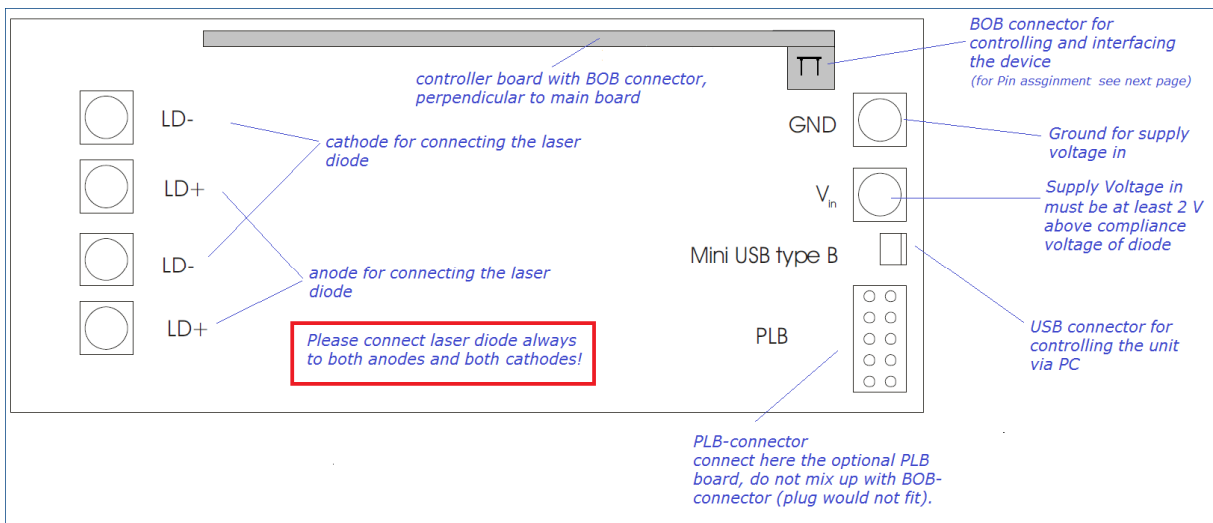 BOB connector for
controlling and interfacing
the device
(for Pin assginment see next page)
controller board with BOB connector,
perpendicular to main board
LD-
GND
cathode for connecting the laser
diode
Ground for supply
voltage in
LD+
Vin
Supply Voltage in
must be at least 2 V
above compliance
voltage of diode
LD-
Mini USB type B
anode for connecting the laser
diode
LD+
Please connect laser diode always
to both anodes and both cathodes!
PLB
USB connector for
controlling the unit
via PC
PLB-connector
connect here the optional PLB
board, do not mix up with BOB-
connector (plug would not fit).